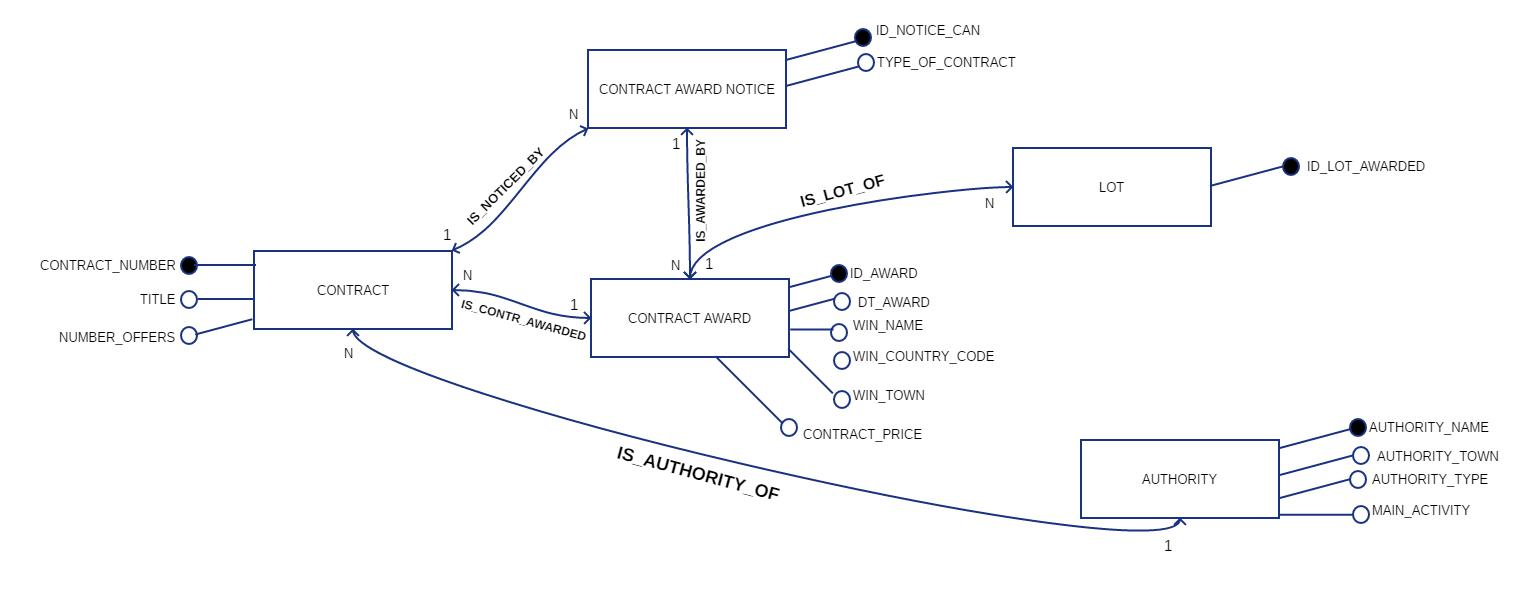 ID_NOTICE_CAN
TYPE_OF_CONTRACT
CONTRACT AWARD NOTICE
N
1
IS_NOTICED_BY
IS_AWARDED_BY
IS_LOT_OF
LOT
ID_LOT_AWARDED
N
1
N
1
CONTRACT_NUMBER
TITLE
NUMBER_OFFERS
CONTRACT
N
1
IS_CONTR_AWARDED
CONTRACT AWARD
ID_AWARD
DT_AWARD
WIN_NAME
WIN_COUNTRY_CODE
WIN_TOWN
CONTRACT_PRICE
N
IS_AUTHORITY_OF
AUTHORITY
AUTHORITY_NAME
AUTHORITY_TOWN
AUTHORITY_TYPE
MAIN_ACTIVITY
1